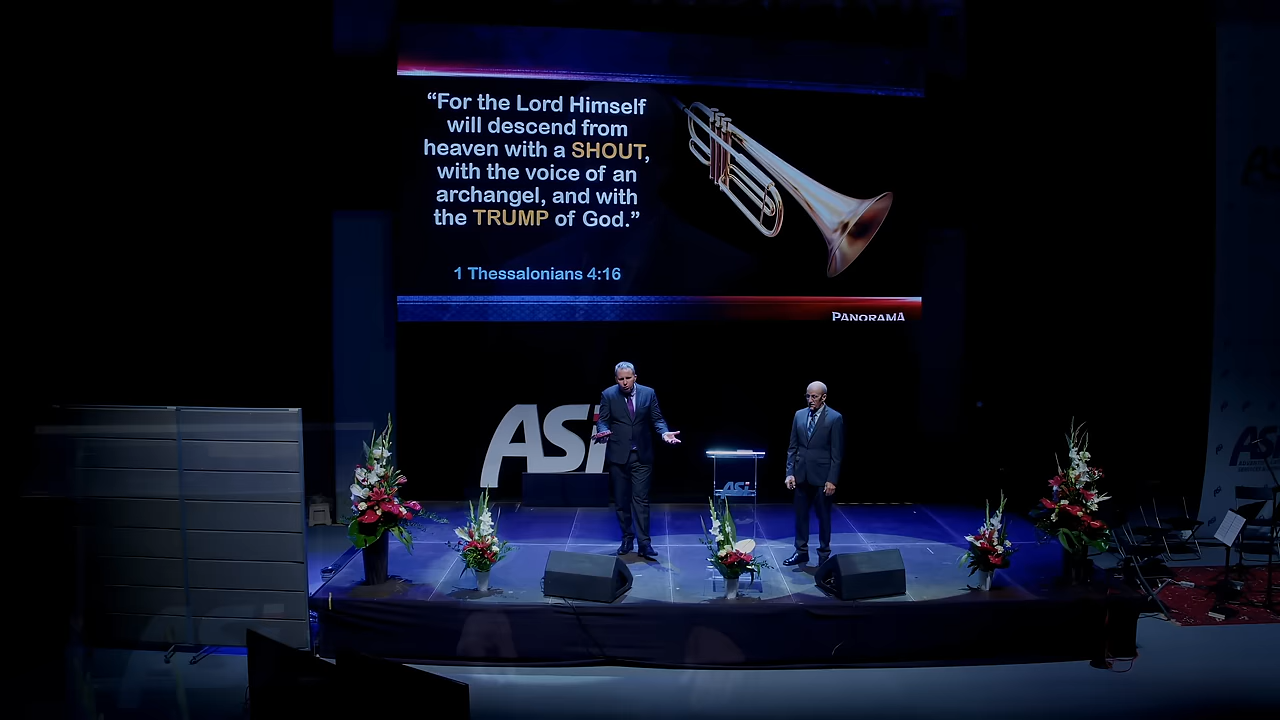 “For the Lord Himself
will descend from
heaven with a SHOUT,
with the voice of an
archangel, and with
the TRUMP of God.”
1 Thessalonians 4:16
PANORAMA
ASi
ASi